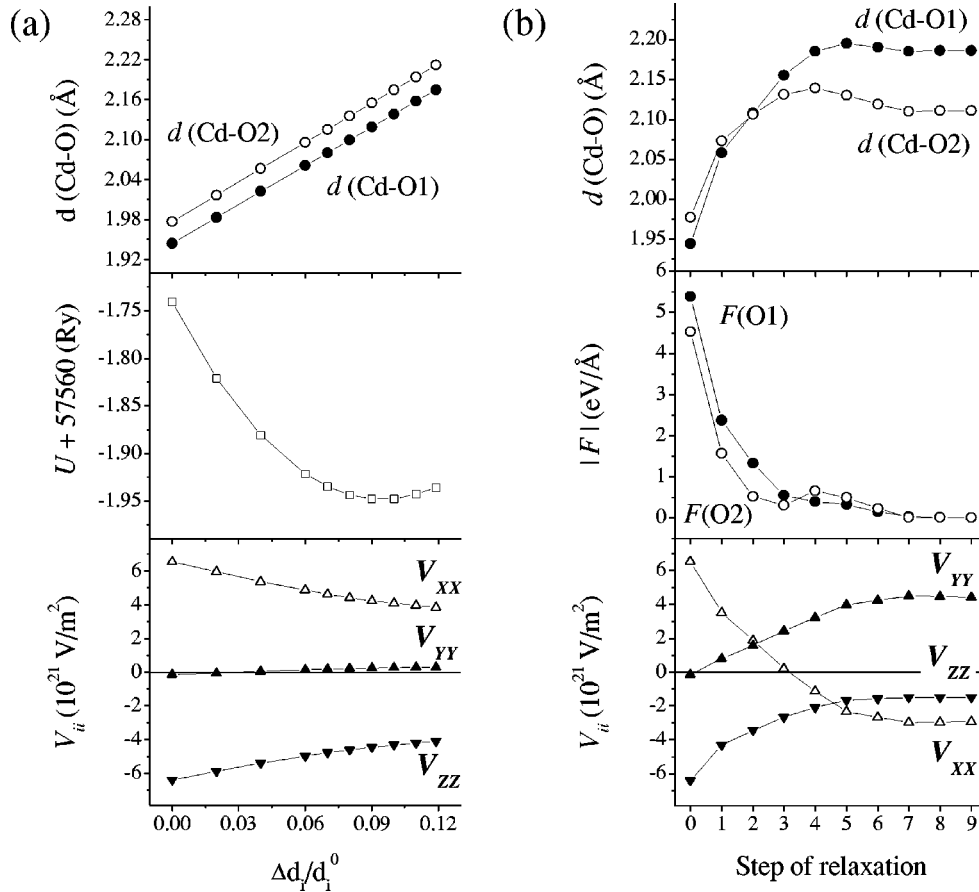 (a)
d (Cd-O) (Å)
2.28
2.22
2.16
2.10
2.04
1.98
1.92
d (Cd-O2)
d (Cd-O1)
U + 57560 (Ry)
-1.75
-1.80
-1.85
-1.90
-1.95
V_ii (10^21 V/m^2)
6
4
2
0
-2
-4
-6
V_XX
V_YY
V_ZZ
0.00 0.03 0.06 0.09 0.12
Δd_i/d_i^0
(b)
d (Cd-O) (Å)
2.20
2.15
2.10
2.05
2.00
1.95
d (Cd-O1)
d (Cd-O2)
|F| (eV/Å)
6
5
4
3
2
1
0
F(O1)
F(O2)
V_ii (10^21 V/m^2)
6
4
2
0
-2
-4
-6
V_YY
V_ZZ
V_XX
0 1 2 3 4 5 6 7 8 9
Step of relaxation